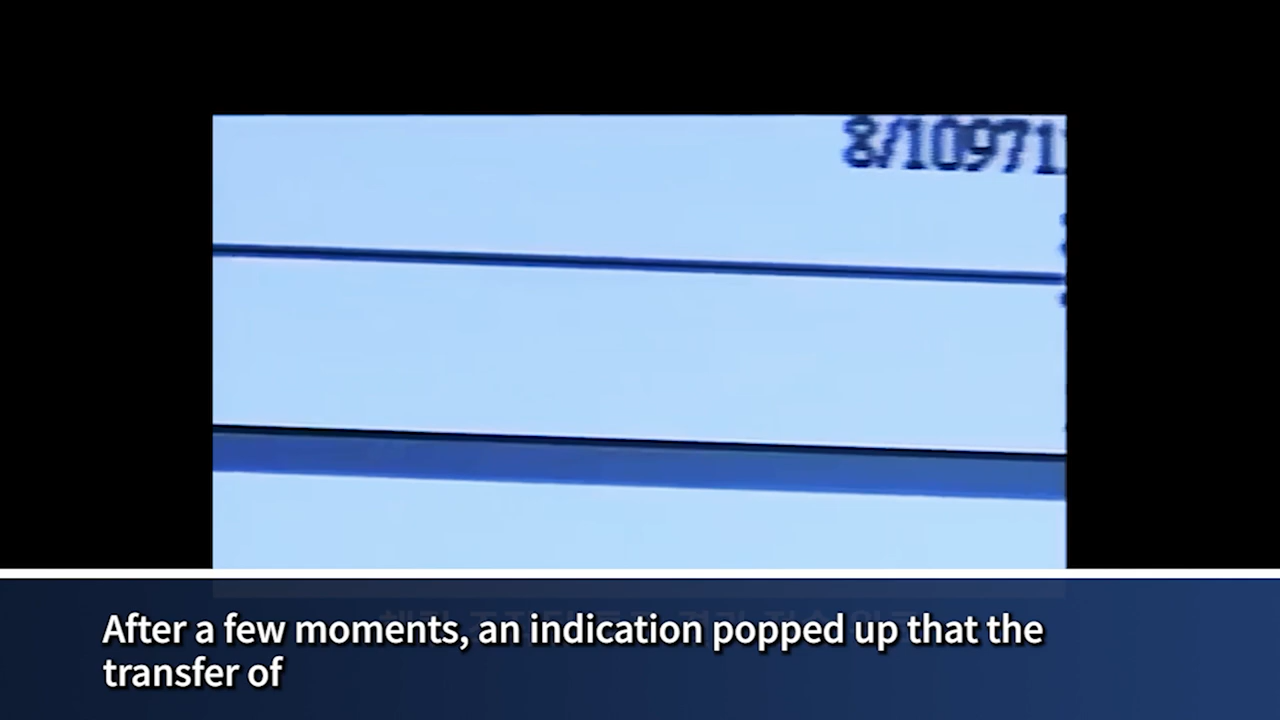 8/10971
After a few moments, an indication popped up that the
transfer of